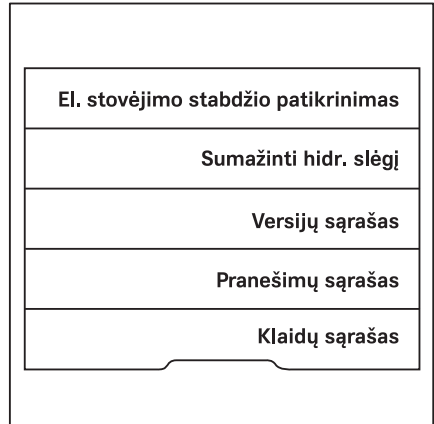 El. stovėjimo stabdžio patikrinimas
Sumažinti hidr. slėgį
Versijų sąrašas
Pranešimų sąrašas
Klaidų sąrašas